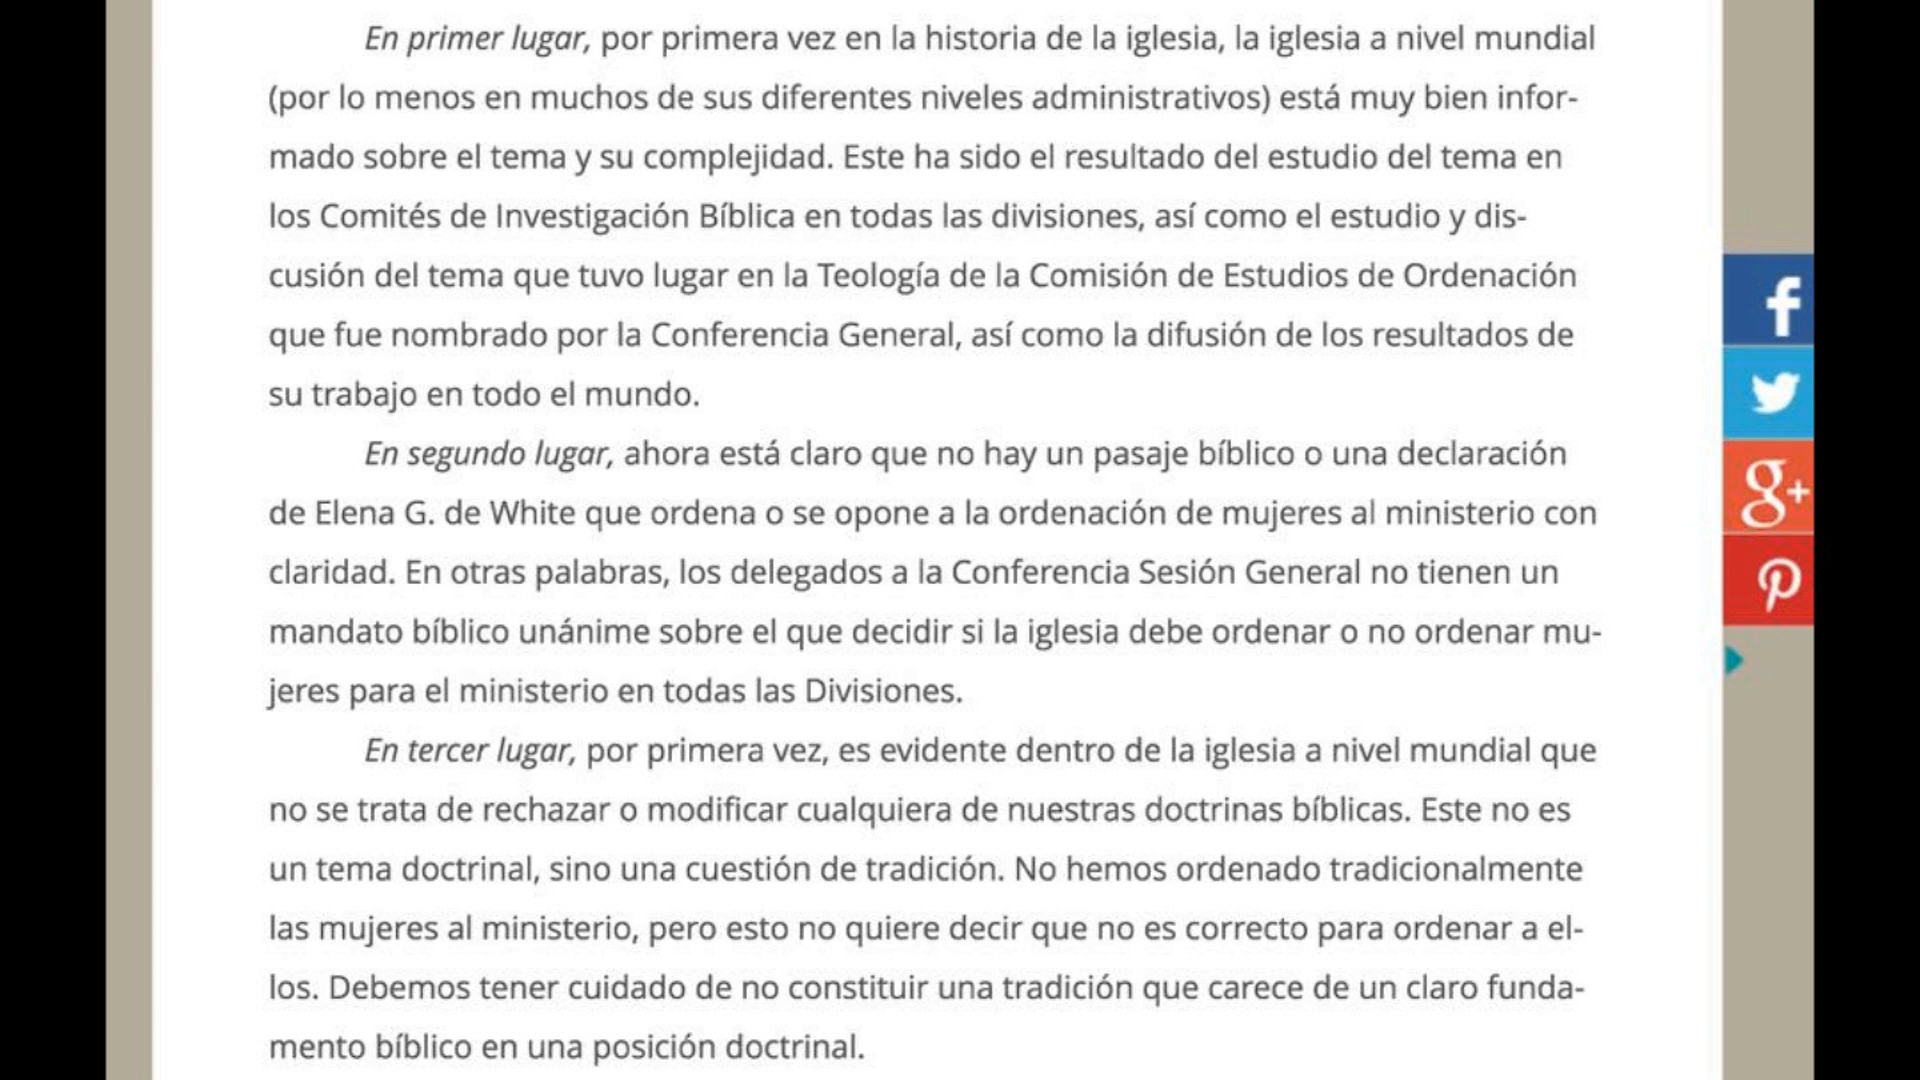 En primer lugar, por primera vez en la historia de la iglesia, la iglesia a nivel mundial
(por lo menos en muchos de sus diferentes niveles administrativos) está muy bien infor-
mado sobre el tema y su complejidad. Este ha sido el resultado del estudio del tema en
los Comités de Investigación Bíblica en todas las divisiones, así como el estudio y dis-
cusión del tema que tuvo lugar en la Teología de la Comisión de Estudios de Ordenación
que fue nombrado por la Conferencia General, así como la difusión de los resultados de
su trabajo en todo el mundo.
En segundo lugar, ahora está claro que no hay un pasaje bíblico o una declaración
de Elena G. de White que ordena o se opone a la ordenación de mujeres al ministerio con
claridad. En otras palabras, los delegados a la Conferencia Sesión General no tienen un
mandato bíblico unánime sobre el que decidir si la iglesia debe ordenar o no ordenar mu-
jeres para el ministerio en todas las Divisiones.
En tercer lugar, por primera vez, es evidente dentro de la iglesia a nivel mundial que
no se trata de rechazar o modificar cualquiera de nuestras doctrinas bíblicas. Este no es
un tema doctrinal, sino una cuestión de tradición. No hemos ordenado tradicionalmente
las mujeres al ministerio, pero esto no quiere decir que no es correcto para ordenar a el-
los. Debemos tener cuidado de no constituir una tradición que carece de un claro funda-
mento bíblico en una posición doctrinal.
f
g+